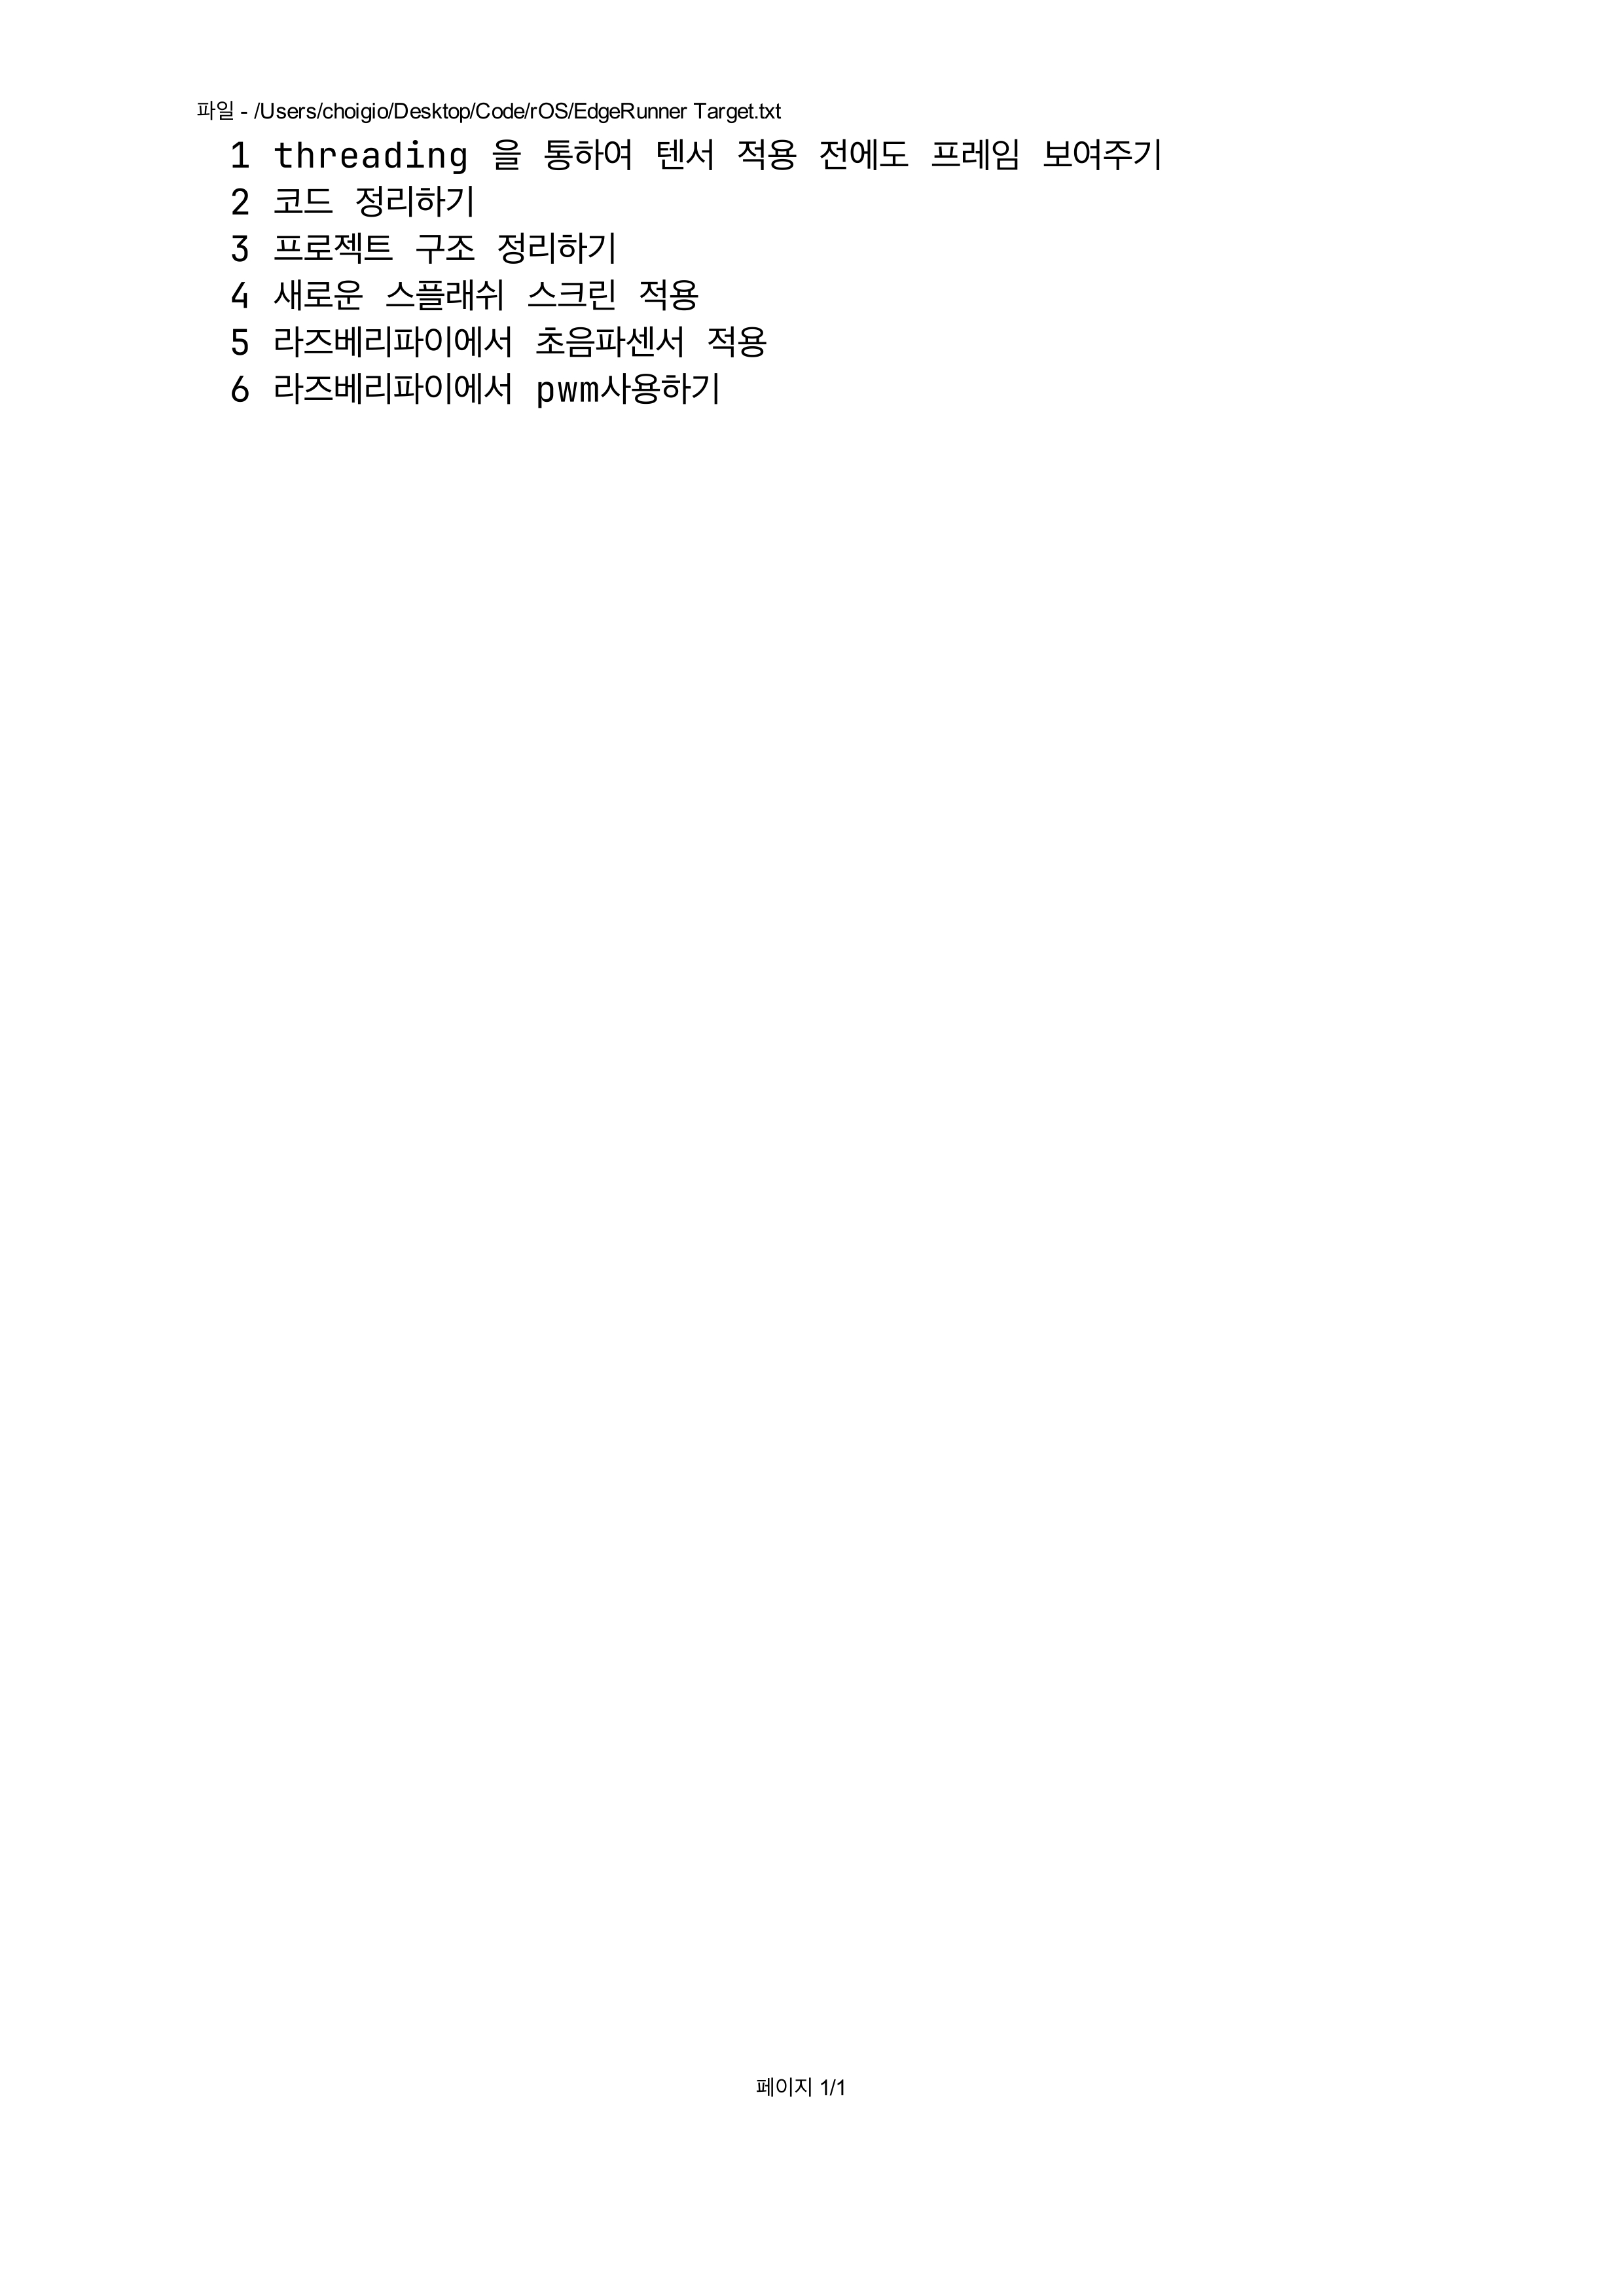 파일 - /Users/choigio/Desktop/Code/rOS/EdgeRunner Target.txt
1 threading 을 통하여 텐서 적용 전에도 프레임 보여주기
2 코드 정리하기
3 프로젝트 구조 정리하기
4 새로운 스플래쉬 스크린 적용
5 라즈베리파이에서 초음파센서 적용
6 라즈베리파이에서 pwm사용하기
페이지 1/1